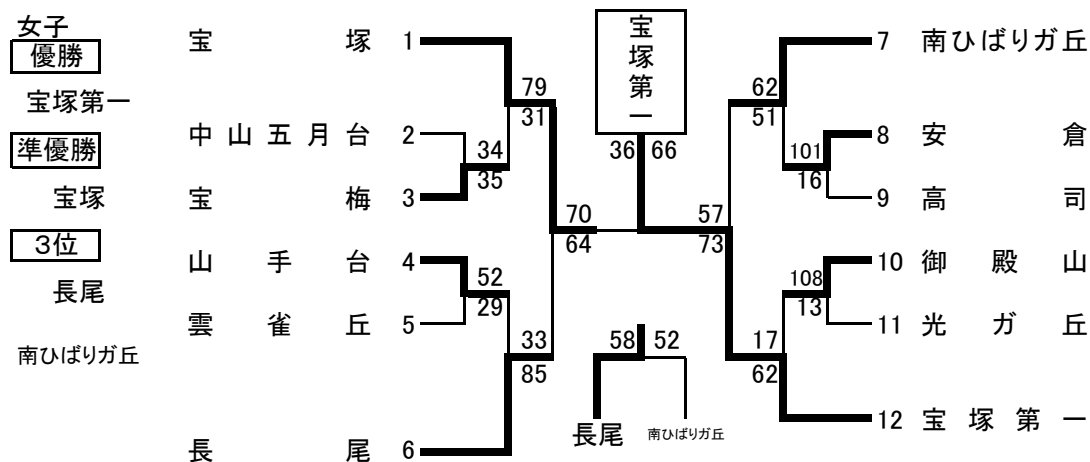 女子
優勝
宝塚第一
準優勝
宝塚
3位
長尾
南ひばりガ丘
宝塚 1
中山五月台 2
宝梅 3
山手台 4
雲雀丘 5
長尾 6
79
31
34
35
70
64
52
29
33
85
宝塚第一
36 66
58 52
長尾 南ひばりガ丘
62
51
101
16
57
73
108
13
17
62
7 南ひばりガ丘
8 安倉
9 高司
10 御殿山
11 光ガ丘
12 宝塚第一